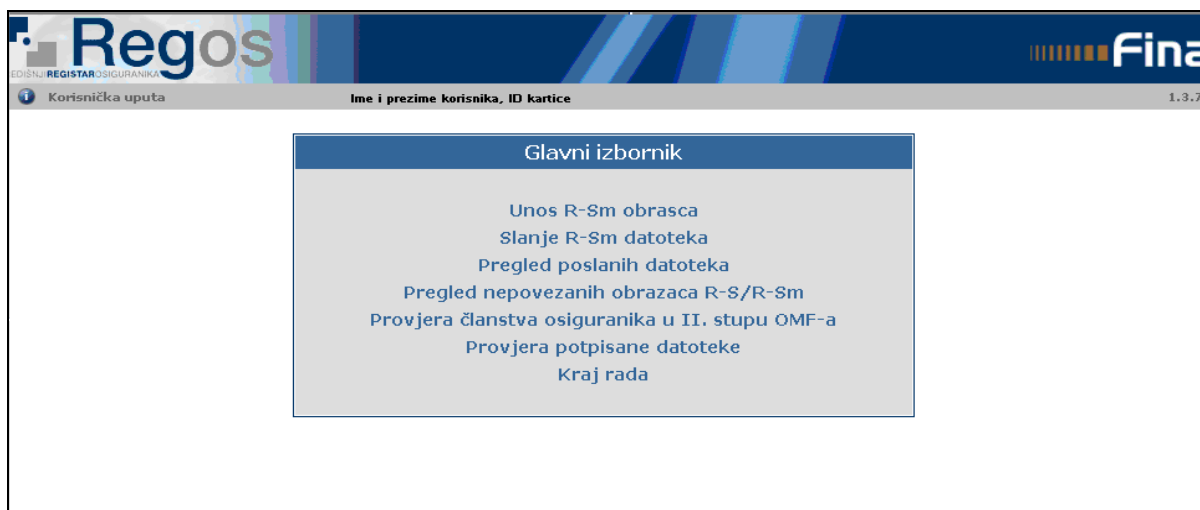 Regos
Fina
EDIŠNJI REGISTAR OSIGURANIKA
Korisnička uputa
Ime i prezime korisnika, ID kartice
1.3.7
Glavni izbornik
Unos R-Sm obrasca
Slanje R-Sm datoteka
Pregled poslanih datoteka
Pregled nepovezanih obrazaca R-S/R-Sm
Provjera članstva osiguranika u II. stupu OMF-a
Provjera potpisane datoteke
Kraj rada